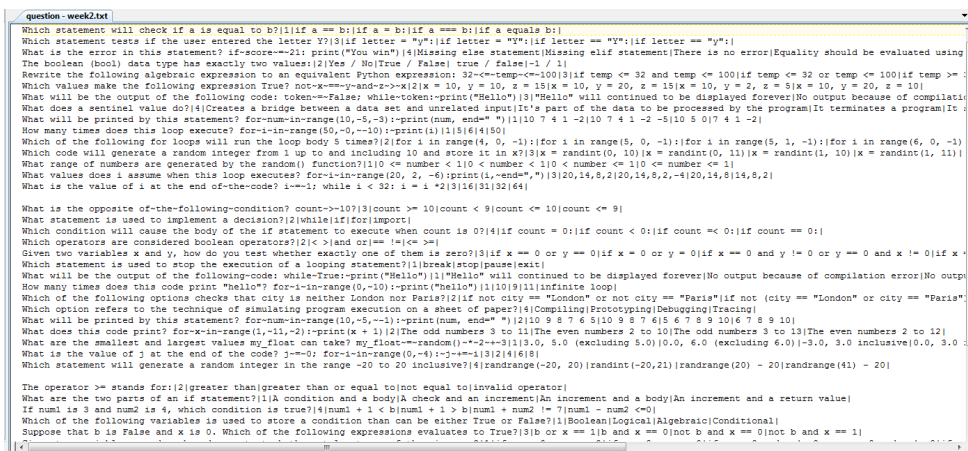 question - week2.txt
Which statement will check if a is equal to b?|1|if a == b:|if a = b:|if a === b:|if a equals b:|
Which statement tests if the user entered the letter Y?|3|if letter = "y":|if letter = "Y":|if letter == "Y":|if letter == "y":|
What is the error in this statement? if~score~=~21: print("You win")|4|Missing else statement|Missing elif statement|There is no error|Equality should be evaluated using
The boolean (bool) data type has exactly two values:|2|Yes / No|True / False| true / false|-1 / 1|
Rewrite the following algebraic expression to an equivalent Python expression: 32~<=~temp~<=~100|3|if temp <= 32 and temp <= 100|if temp <= 32 or temp <= 100|if temp >=
Which values make the following expression True? not~x~==~y~and~z~>~x|2|x = 10, y = 10, z = 15|x = 10, y = 20, z = 15|x = 10, y = 2, z = 5|x = 10, y = 20, z = 10|
What will be the output of the following code: token~=~False; while~token:~print("Hello")|3|"Hello" will continued to be displayed forever|No output because of compilatio
What does a sentinel value do?|4|Creates a bridge between a data set and unrelated input|It's part of the data to be processed by the program|It terminates a program|It s
What will be printed by this statement? for~num~in~range(10,-5,-3):~print(num, end=" ")|1|10 7 4 1 -2|10 7 4 1 -2 -5|10 5 0|7 4 1 -2|
How many times does this loop execute? for~i~in~range(50,~0,~-10):~print(i)|1|5|6|4|50|
Which of the following for loops will run the loop body 5 times?|2|for i in range(4, 0, -1):|for i in range(5, 0, -1):|for i in range(5, 1, -1):|for i in range(6, 0, -1)
Which code will generate a random integer from 1 up to and including 10 and store it in x?|3|x = randint(0, 10)|x = randint(0, 11)|x = randint(1, 10)|x = randint(1, 11)|
What range of numbers are generated by the random() function?|1|0 <= number < 1|0 < number < 1|0 < number <= 1|0 <= number <= 1|
What values does i assume when this loop executes? for~i~in~range(20, 2, -6):print(i,~end=",")|3|20,14,8,2|20,14,8,2,-4|20,14,8|14,8,2|
What is the value of i at the end of~the~code? i~=~1; while i < 32: i = i *2|3|16|31|32|64|
What is the opposite of~the~following~condition? count~>~10?|3|count >= 10|count < 9|count <= 10|count <= 9|
What statement is used to implement a decision?|2|while|if|for|import|
Which condition will cause the body of the if statement to execute when count is 0?|4|if count = 0:|if count < 0:|if count =< 0:|if count == 0:|
Which operators are considered boolean operators?|2|< >|and or|== !=|<= >=|
Given two variables x and y, how do you test whether exactly one of them is zero?|3|if x == 0 or y == 0|if x = 0 or y = 0|if x == 0 and y != 0 or y == 0 and x != 0|if x
Which statement is used to stop the execution of a looping statement?|1|break|stop|pause|exit|
What will be the output of the following~code: while~True:~print("Hello")|1|"Hello" will continued to be displayed forever|No output because of compilation error|No outpu
How many times does this code print "hello"? for~i~in~range(0,~10):~print("hello")|1|10|9|11|infinite loop|
Which of the following options checks that city is neither London nor Paris?|2|if not city == "London" or not city == "Paris"|if not (city == "London" or city == "Paris"
Which option refers to the technique of simulating program execution on a sheet of paper?|4|Compiling|Prototyping|Debugging|Tracing|
What will be printed by this statement? for~num~in~range(10,~5,~-1):~print(num, end=" ")|2|10 9 8 7 6 5|10 9 8 7 6|5 6 7 8 9 10|6 7 8 9 10|
What does this code print? for~x~in~range(1,~11,~2):~print(x + 1)|2|The odd numbers 3 to 11|The even numbers 2 to 10|The odd numbers 3 to 13|The even numbers 2 to 12|
What are the smallest and largest values my_float can take? my_float~=~random()~*~2~+~3|1|3.0, 5.0 (excluding 5.0)|0.0, 6.0 (excluding 6.0)|-3.0, 3.0 inclusive|0.0, 3.0
What is the value of j at the end of the code? j~=~0; for~i~in~range(0,~4):~j~+=~i|3|2|4|6|8|
Which statement will generate a random integer in the range -20 to 20 inclusive?|4|randrange(-20, 20)|randint(-20,21)|randrange(20) - 20|randrange(41) - 20|
The operator >= stands for:|2|greater than|greater than or equal to|not equal to|invalid operator|
What are the two parts of an if statement?|1|A condition and a body|A check and an increment|An increment and a body|An increment and a return value|
If num1 is 3 and num2 is 4, which condition is true?|4|num1 + 1 < b|num1 + 1 > b|num1 + num2 != 7|num1 - num2 <=0|
Which of the following variables is used to store a condition than can be either True or False?|1|Boolean|Logical|Algebraic|Conditional|
Suppose that b is False and x is 0. Which of the following expressions evaluates to True?|3|b or x == 1|b and x == 0|not b and x == 0|not b and x == 1|